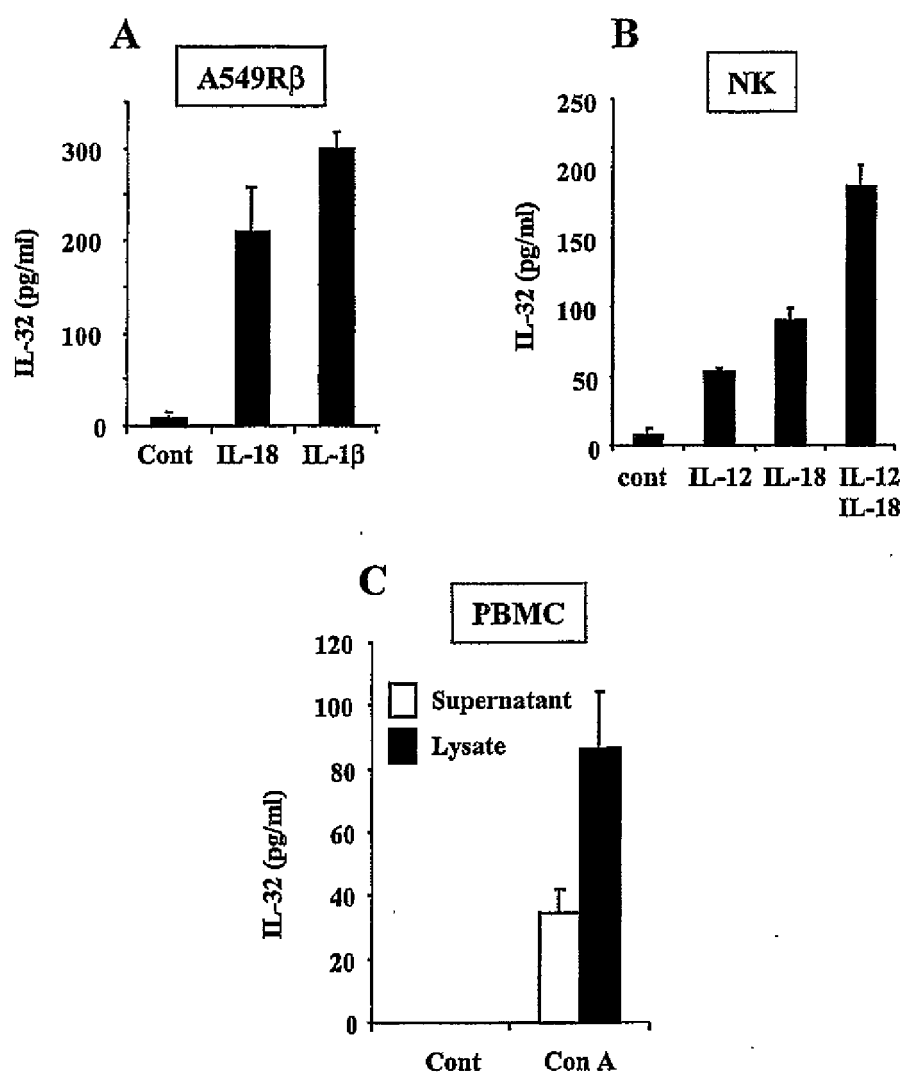 A
A549Rβ
300
200
100
0
IL-32 (pg/ml)
Cont IL-18 IL-1β
B
NK
250
200
150
100
50
0
IL-32 (pg/ml)
cont IL-12 IL-18 IL-12
IL-18
C
PBMC
120
100
80
60
40
20
0
IL-32 (pg/ml)
Supernatant
Lysate
Cont Con A